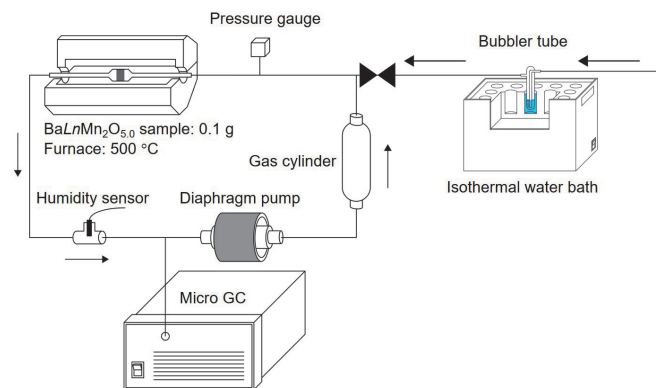 Pressure gauge
Bubbler tube
BaLnMn₂O₅.₀ sample: 0.1 g
Furnace: 500 °C
Gas cylinder
Isothermal water bath
Humidity sensor
Diaphragm pump
Micro GC